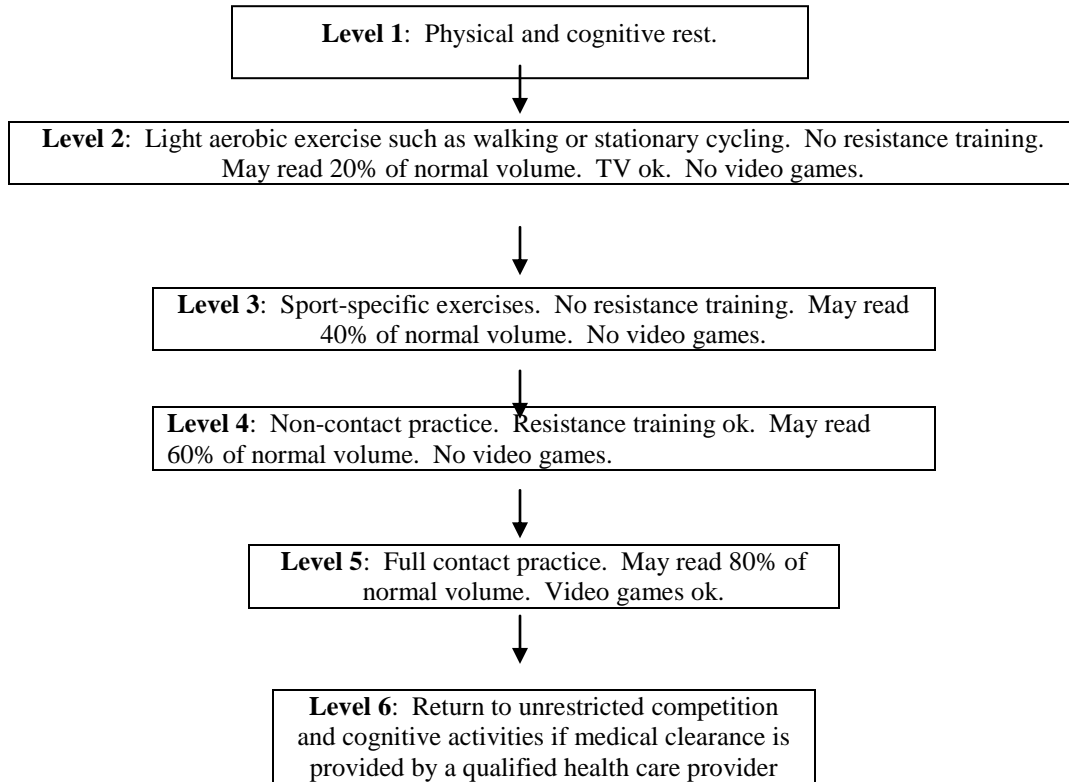 Level 1:  Physical and cognitive rest.
Level 2:  Light aerobic exercise such as walking or stationary cycling.  No resistance training.
May read 20% of normal volume.  TV ok.  No video games.
Level 3:  Sport-specific exercises.  No resistance training.  May read
40% of normal volume.  No video games.
Level 4:  Non-contact practice.  Resistance training ok.  May read
60% of normal volume.  No video games.
Level 5:  Full contact practice.  May read 80% of
normal volume.  Video games ok.
Level 6:  Return to unrestricted competition
and cognitive activities if medical clearance is
provided by a qualified health care provider